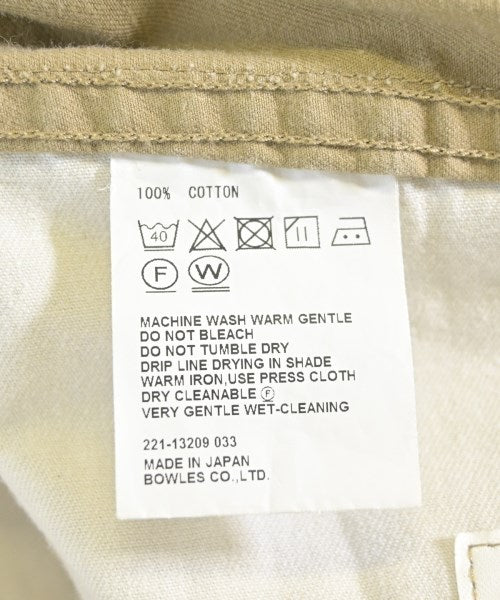 100% COTTON
40
F W
MACHINE WASH WARM GENTLE
DO NOT BLEACH
DO NOT TUMBLE DRY
DRIP LINE DRYING IN SHADE
WARM IRON,USE PRESS CLOTH
DRY CLEANABLE Ⓕ
VERY GENTLE WET-CLEANING
221-13209 033
MADE IN JAPAN
BOWLES CO.,LTD.